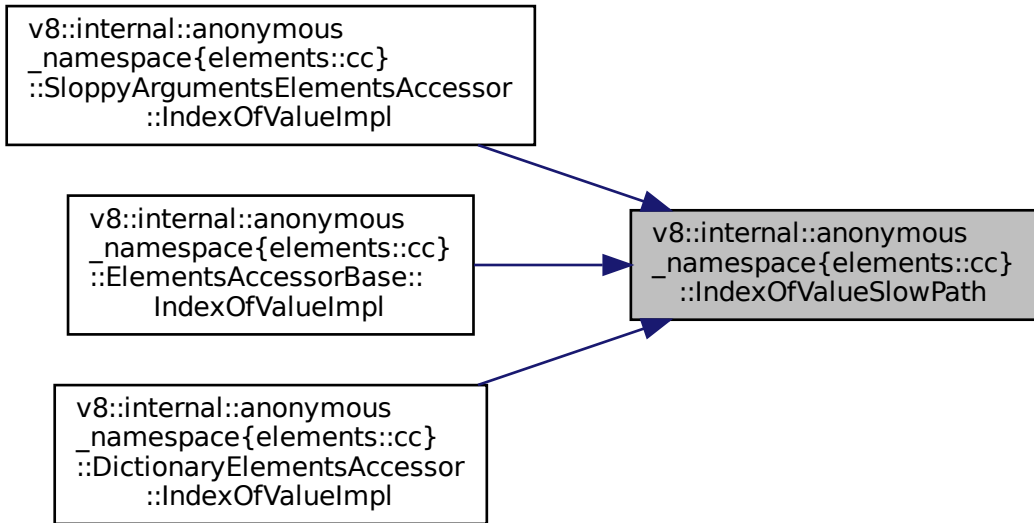 v8::internal::anonymous
_namespace{elements::cc}
::SloppyArgumentsElementsAccessor
::IndexOfValueImpl
v8::internal::anonymous
_namespace{elements::cc}
::ElementsAccessorBase::
IndexOfValueImpl
v8::internal::anonymous
_namespace{elements::cc}
::DictionaryElementsAccessor
::IndexOfValueImpl
v8::internal::anonymous
_namespace{elements::cc}
::IndexOfValueSlowPath